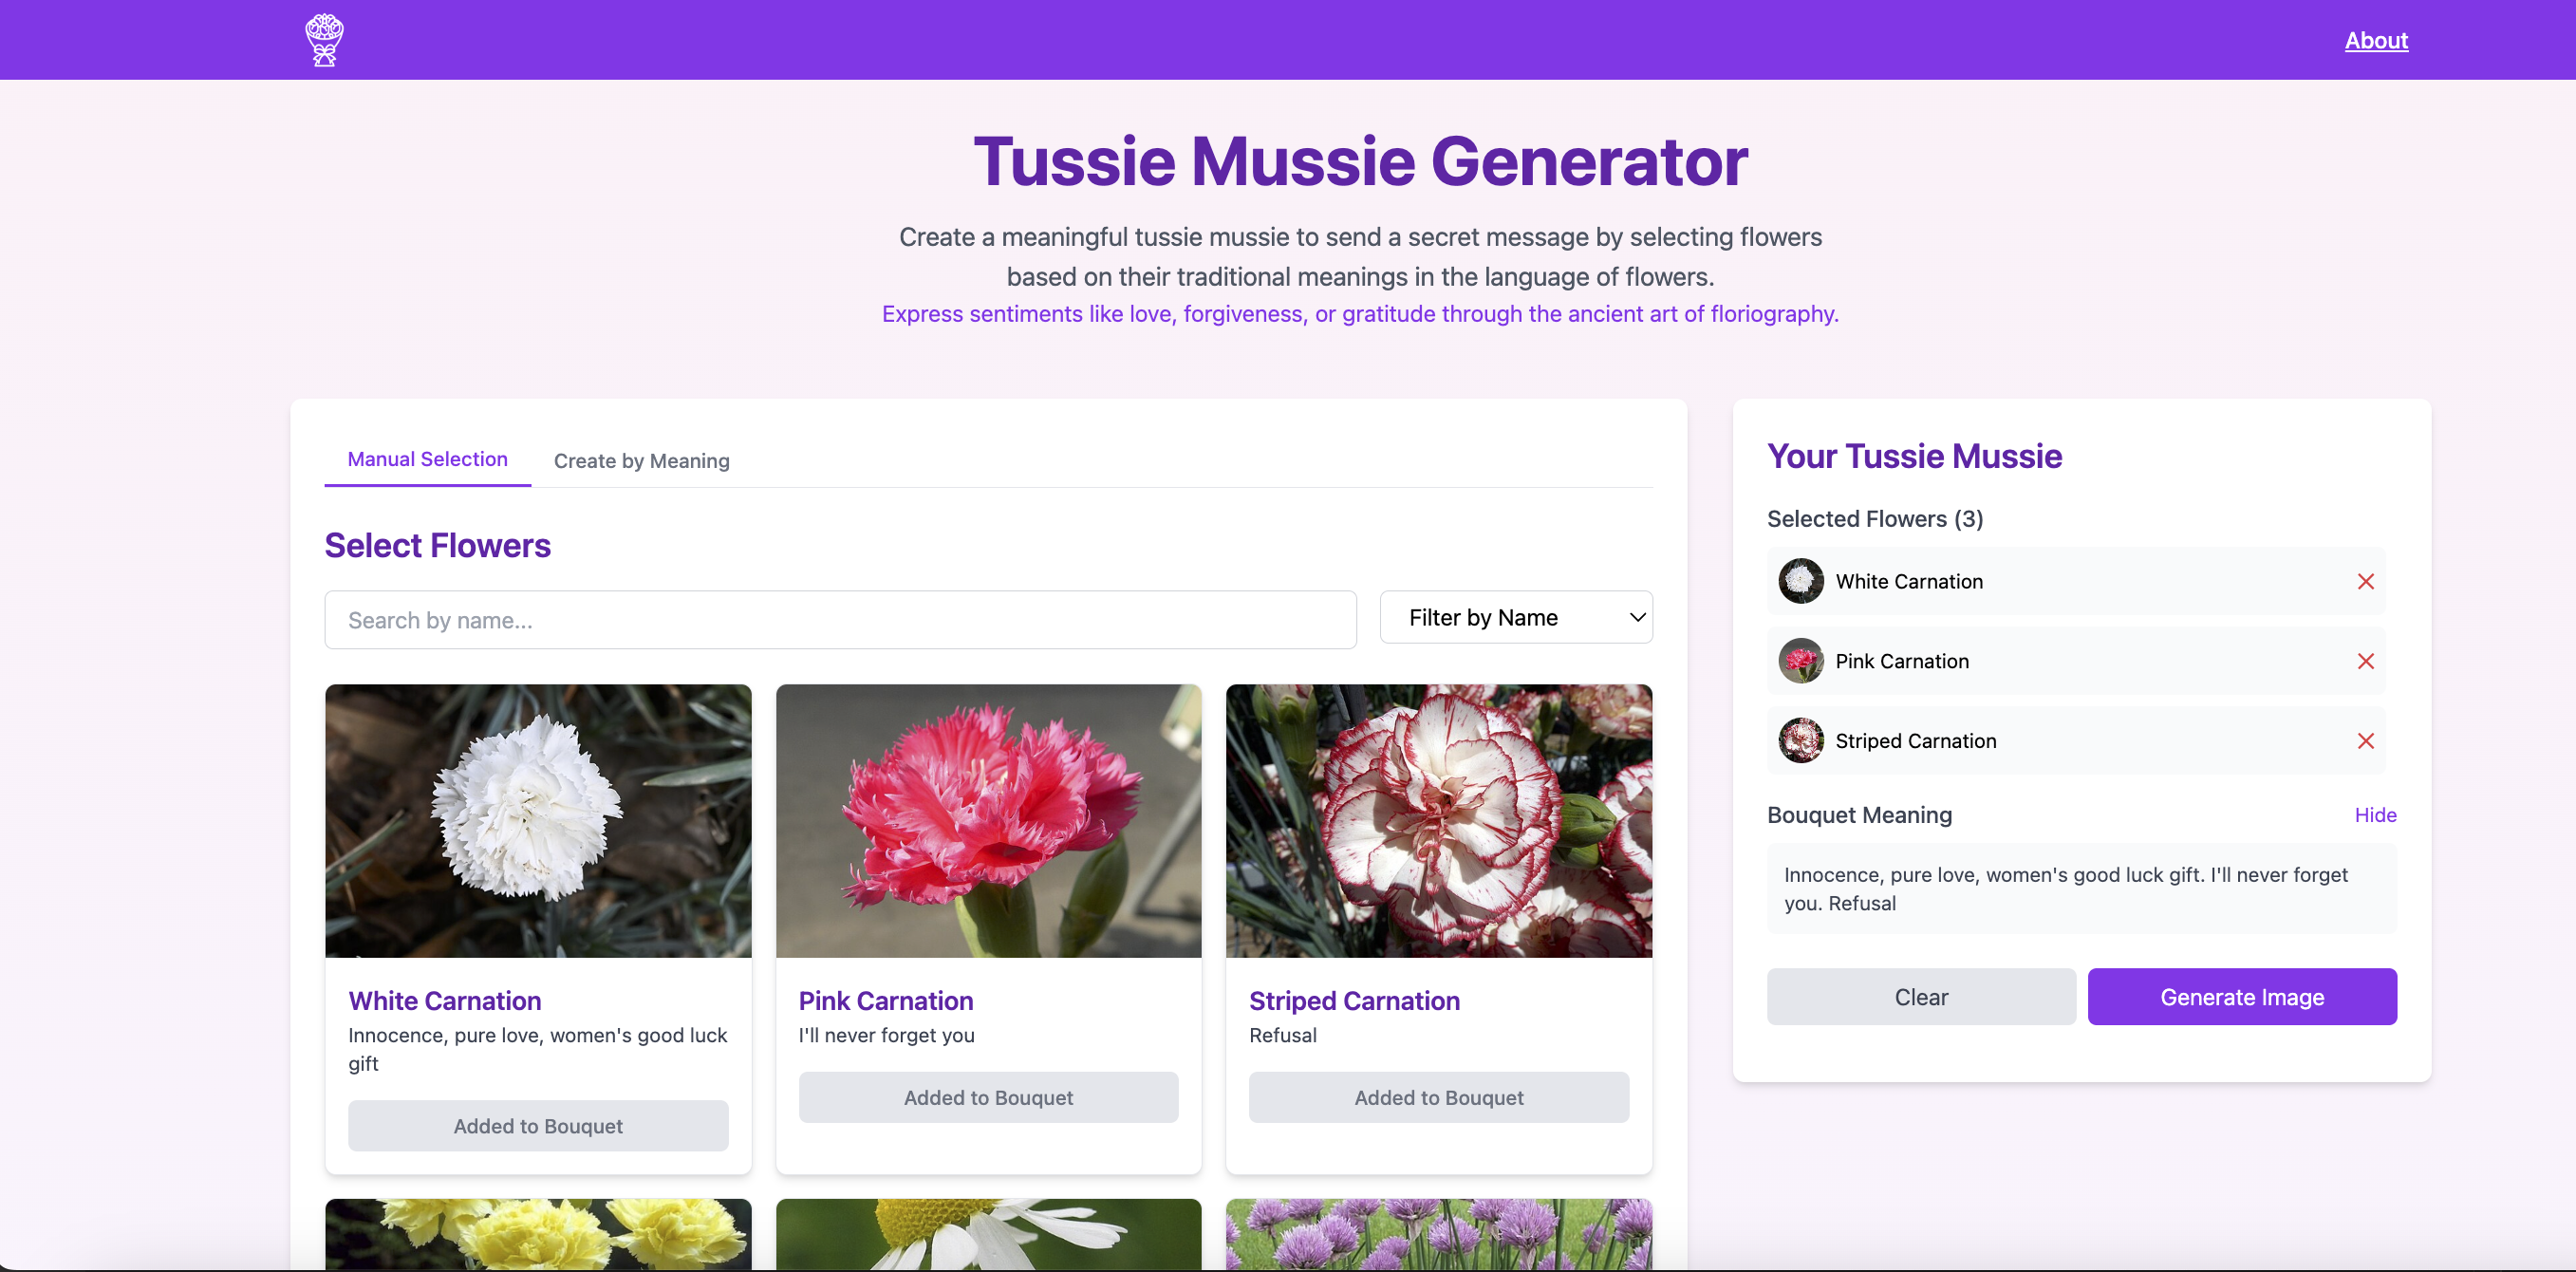 About
Tussie Mussie Generator
Create a meaningful tussie mussie to send a secret message by selecting flowers
based on their traditional meanings in the language of flowers.
Express sentiments like love, forgiveness, or gratitude through the ancient art of floriography.
Manual Selection
Create by Meaning
Select Flowers
Search by name...
Filter by Name
White Carnation
Innocence, pure love, women's good luck
gift
Added to Bouquet
Pink Carnation
I'll never forget you
Added to Bouquet
Striped Carnation
Refusal
Added to Bouquet
Your Tussie Mussie
Selected Flowers (3)
White Carnation
Pink Carnation
Striped Carnation
Bouquet Meaning
Hide
Innocence, pure love, women's good luck gift. I'll never forget
you. Refusal
Clear
Generate Image